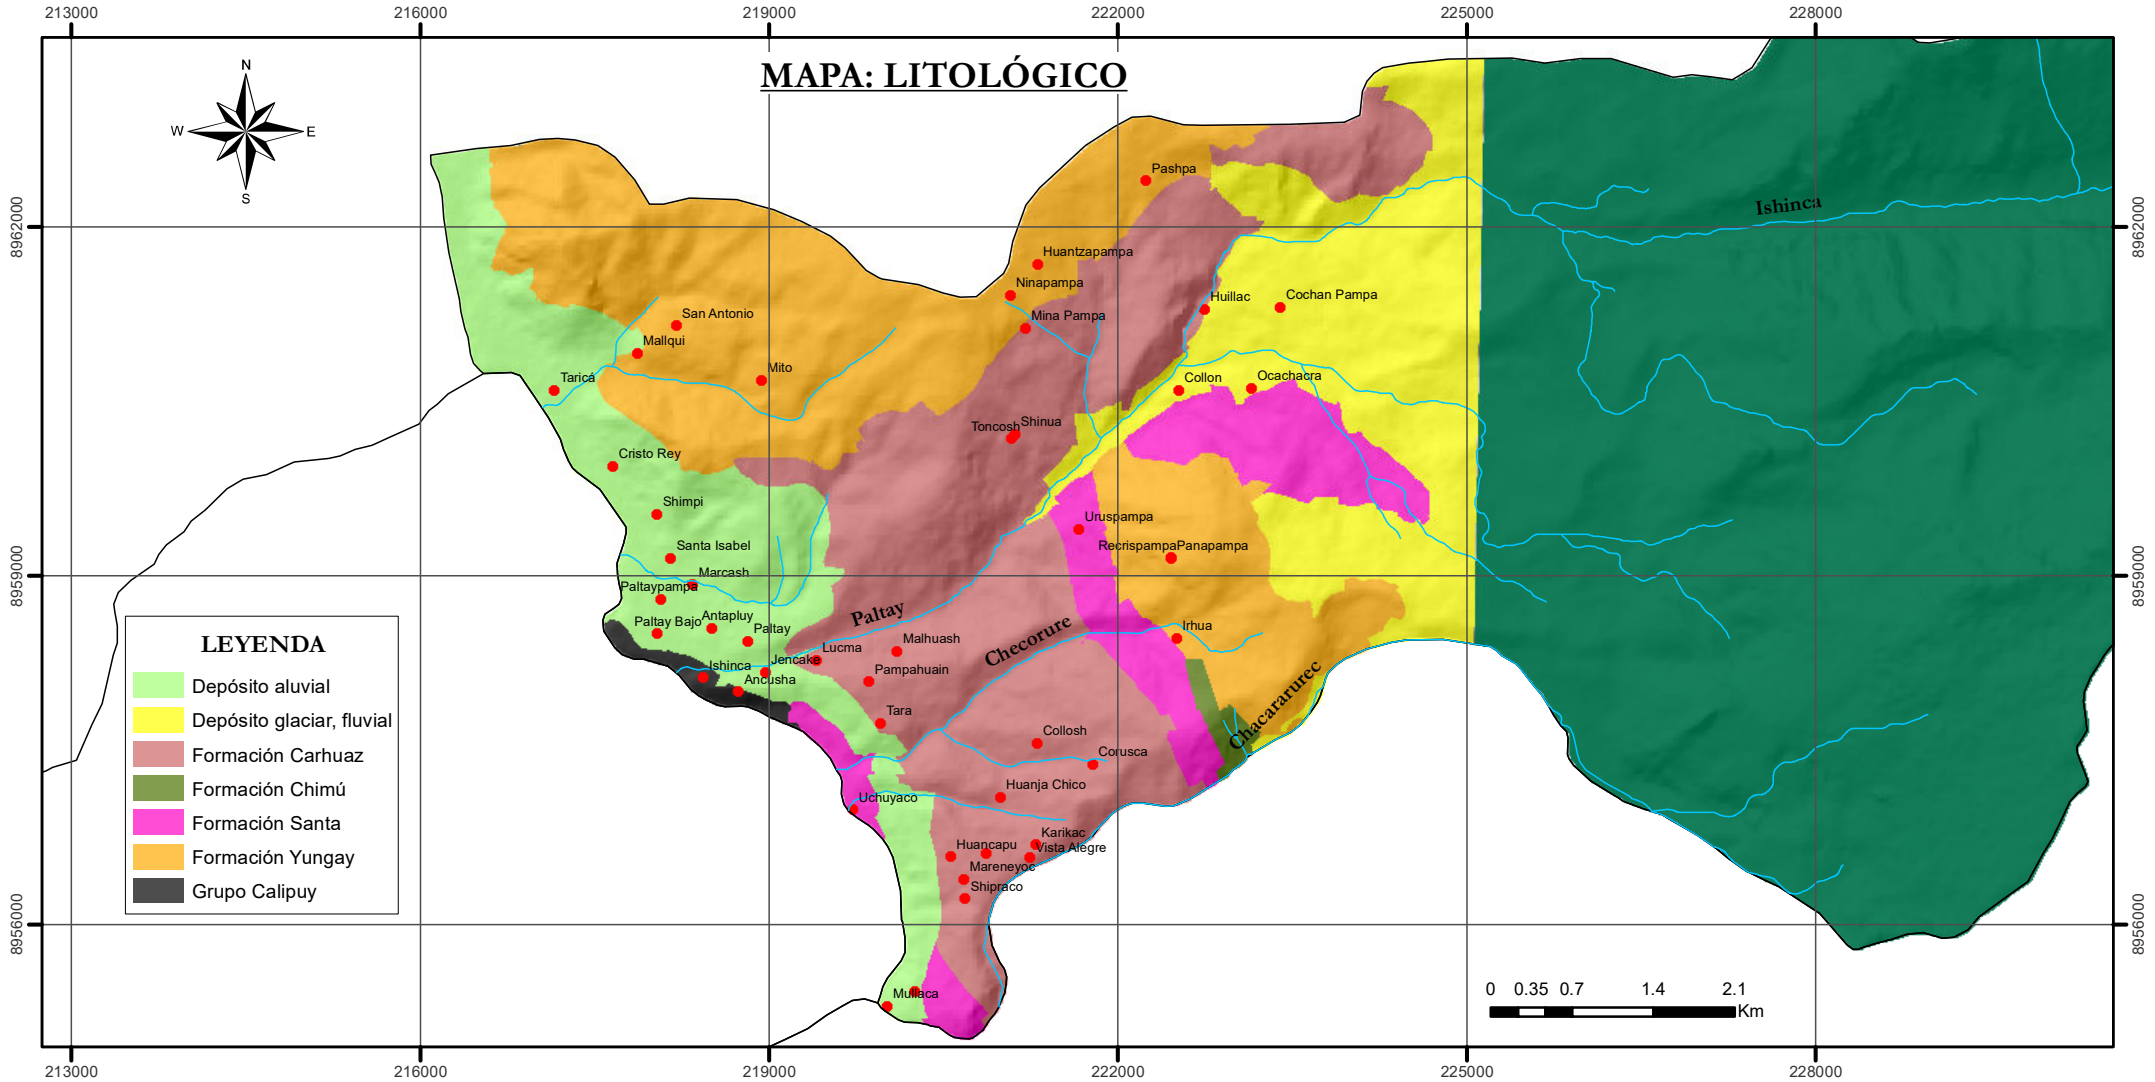 213000 216000 219000 222000 225000 228000
MAPA: LITOLÓGICO
N
W E
S
8962000 8962000
8959000 8959000
8956000 8956000
Pashpa
Ishinca
Huantzapampa
Ninapampa
Mina Pampa
Huillac
Cochan Pampa
San Antonio
Mallqui
Mito
Taricá
Collon
Ocachacra
Toncosh
Shinua
Cristo Rey
Shimpi
Uruspampa
Santa Isabel
Recrispampa
Panapampa
Marcash
Paltaypampa
Paltay Bajo
Antapluy
Paltay
Paltay
Checorure
Irhua
Malhuash
Lucma
Jencake
Ishinca
Pampahuain
Ancusha
Chacararurec
Tara
Collosh
Corusca
Huanja Chico
Uchuyaco
Karikac
Huancapu
Vista Alegre
Mareneyoc
Shipraco
Mullaca
LEYENDA
Depósito aluvial
Depósito glaciar, fluvial
Formación Carhuaz
Formación Chimú
Formación Santa
Formación Yungay
Grupo Calipuy
0 0.35 0.7 1.4 2.1
Km
213000 216000 219000 222000 225000 228000